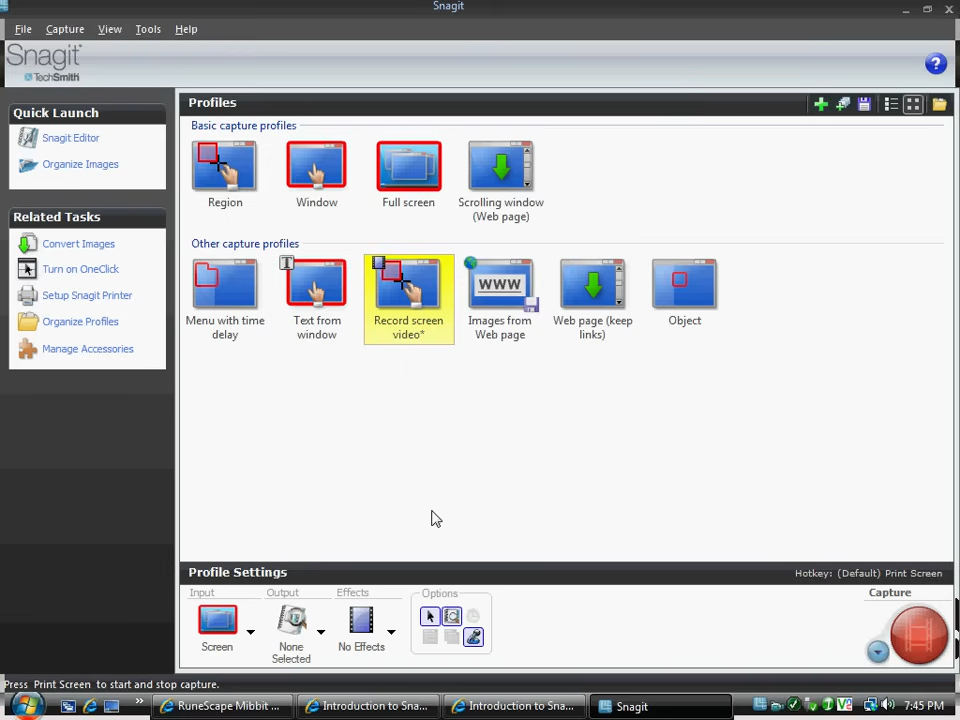 Snagit
File Capture View Tools Help
Snagit
TechSmith
?
Quick Launch
Snagit Editor
Organize Images
Related Tasks
Convert Images
Turn on OneClick
Setup Snagit Printer
Organize Profiles
Manage Accessories
Profiles
Basic capture profiles
Region
Window
Full screen
Scrolling window
(Web page)
Other capture profiles
Menu with time
delay
T
Text from
window
Record screen
video*
WWW
Images from
Web page
Web page (keep
links)
Object
Profile Settings
Hotkey: (Default) Print Screen
Input
Screen
Output
None
Selected
Effects
No Effects
Options
Capture
Press Print Screen to start and stop capture.
RuneScape Mibbit ...
Introduction to Sna...
Introduction to Sna...
Snagit
7:45 PM